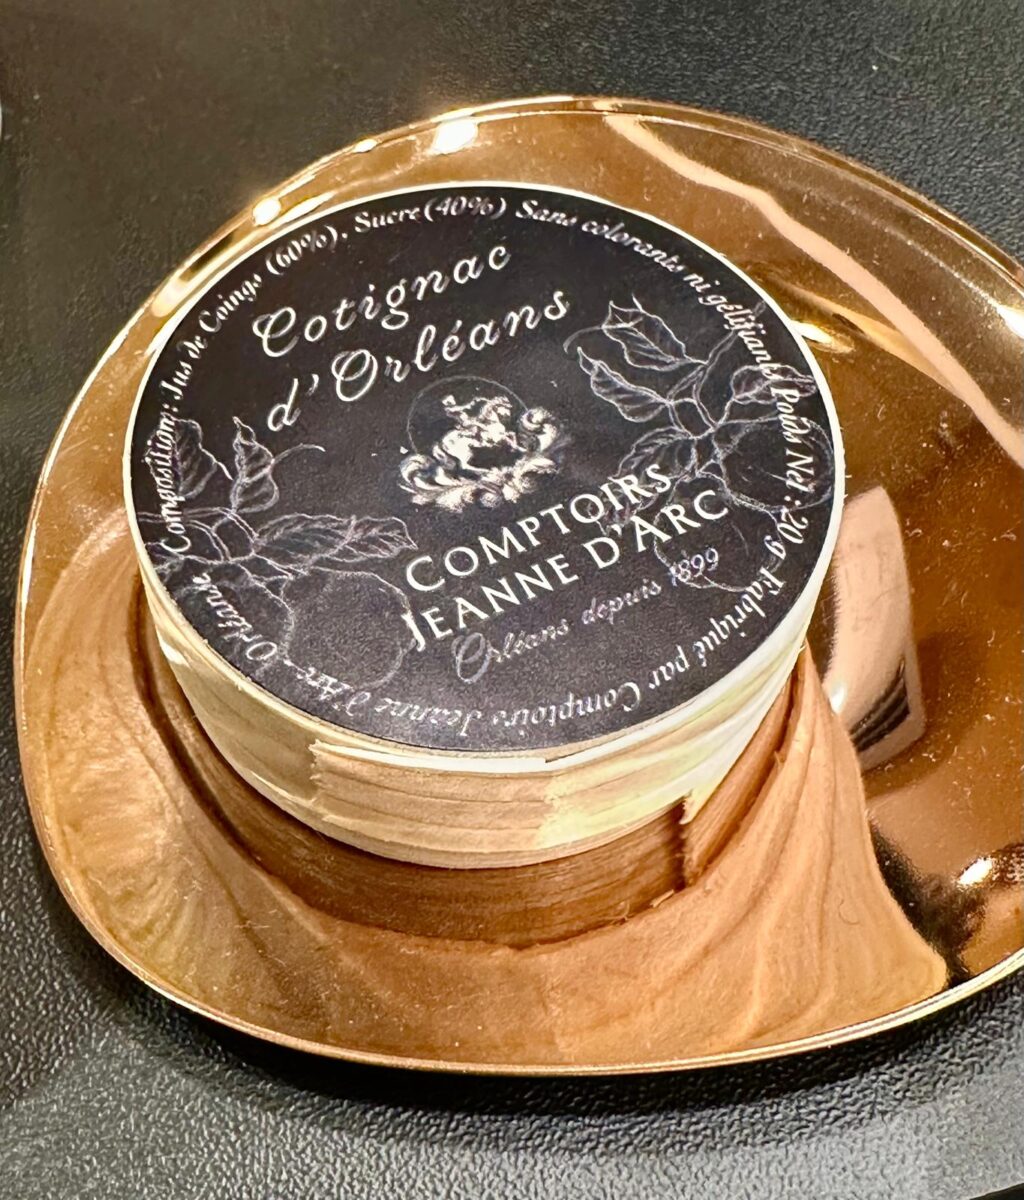 Cotignac
d'Orléans
COMPTOIRS
JEANNE D'ARC
Orléans depuis 1899
Composition: Jus de Coings (60%), Sucre(40%) Sans colorants ni gélifiants Poids Net :20 g Fabriqué par Comptoirs Jeanne d'Arc-Orléans